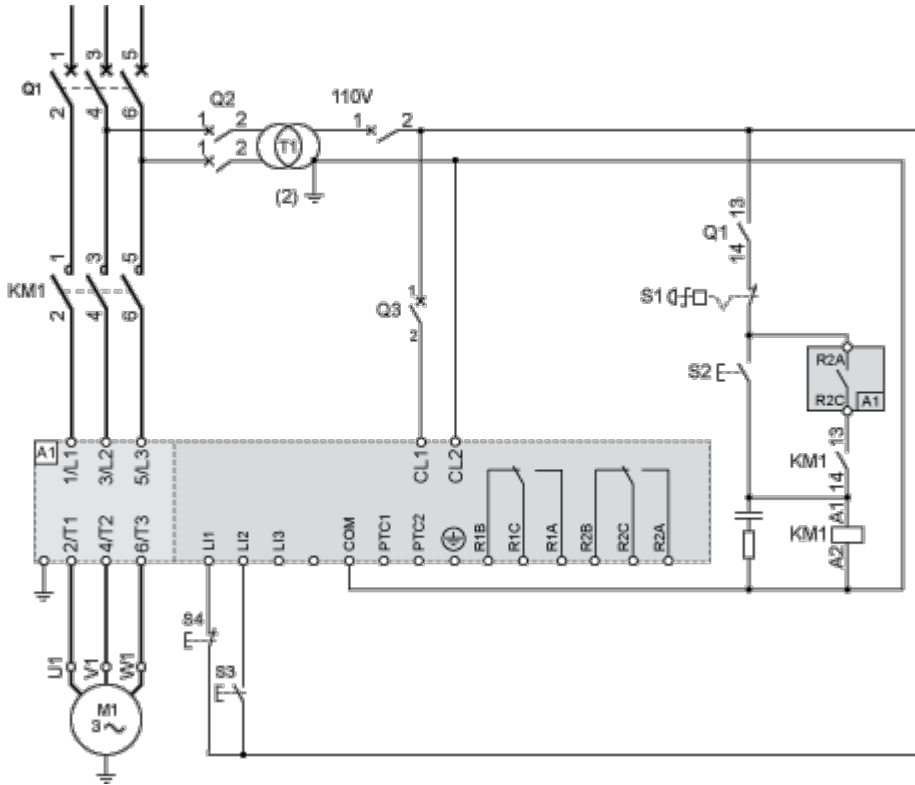 1 3 5
Q1
2 4 6
Q2
1 2
1 2
T1
(2)
110V
1 2
13
Q1
14
1 3 5
KM1
2 4 6
1
Q3
2
S1
S2
R2A
R2C A1
13
KM1
14
A1
KM1
A2
A1
1/L1 3/L2 5/L3
CL1 CL2
2/T1 4/T2 6/T3
LI1 LI2 LI3 COM PTC1 PTC2 R1B R1C R1A R2B R2C R2A
S4
S3
U1 V1 W1
M1
3